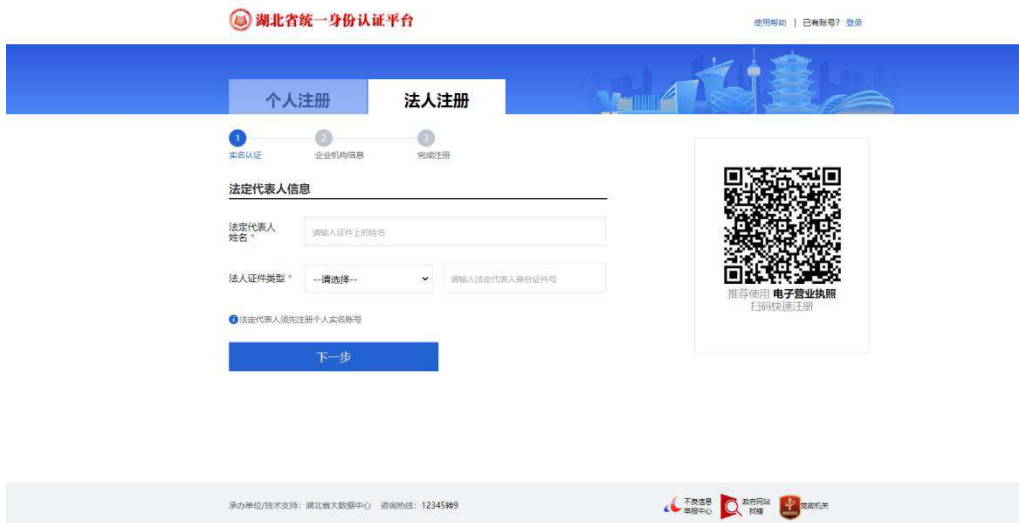 湖北省统一身份认证平台
使用帮助 | 已有账号? 登录
个人注册 法人注册
1 2 3
实名认证 企业机构信息 完成注册
法定代表人信息
法定代表人
姓名 *
请输入证件上的姓名
法人证件类型 * --请选择-- 请输入法定代表人身份证件号
法定代表人须先注册个人实名账号
下一步
推荐使用 电子营业执照
扫码快速注册
承办单位/技术支持: 湖北省大数据中心 咨询热线: 12345转9
不良信息
举报中心
政府网站
找错
党政机关